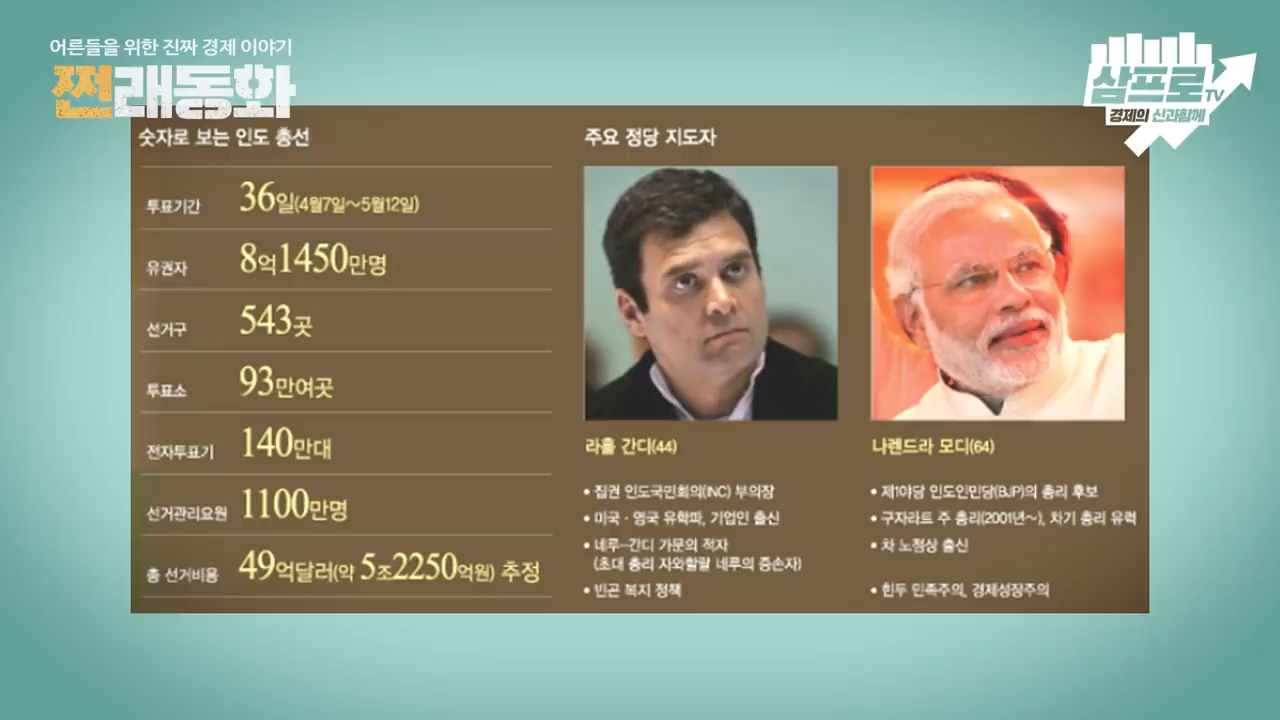 어른들을 위한 진짜 경제 이야기
쩐래동화
삼프로TV
경제의 신과함께
숫자로 보는 인도 총선
투표기간 36일(4월7일~5월12일)
유권자 8억1450만명
선거구 543곳
투표소 93만여곳
전자투표기 140만대
선거관리요원 1100만명
총 선거비용 49억달러(약 5조2250억원) 추정
주요 정당 지도자
라훌 간디(44)
• 집권 인도국민회의(INC) 부의장
• 미국·영국 유학파, 기업인 출신
• 네루-간디 가문의 적자
(초대 총리 자와할랄 네루의 증손자)
• 빈곤 복지 정책
나렌드라 모디(64)
• 제1야당 인도인민당(BJP)의 총리 후보
• 구자라트 주 총리(2001년~), 차기 총리 유력
• 차 노점상 출신
• 힌두 민족주의, 경제성장주의